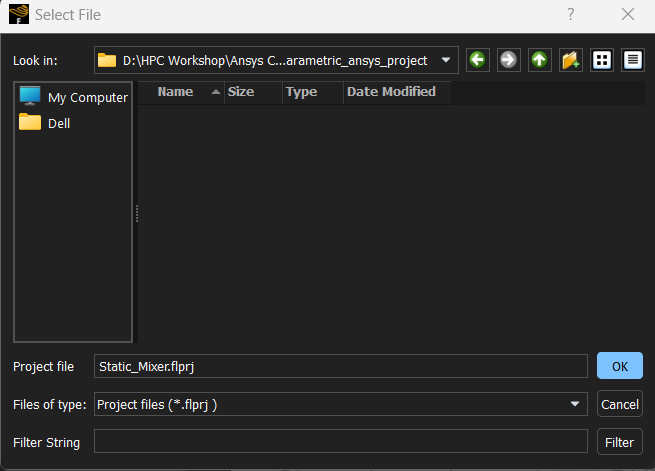 F Select File ?
Look in: D:\HPC Workshop\Ansys C...arametric_ansys_project
My Computer
Dell
Name Size Type Date Modified
Project file Static_Mixer.flprj OK
Files of type: Project files (*.flprj ) Cancel
Filter String Filter